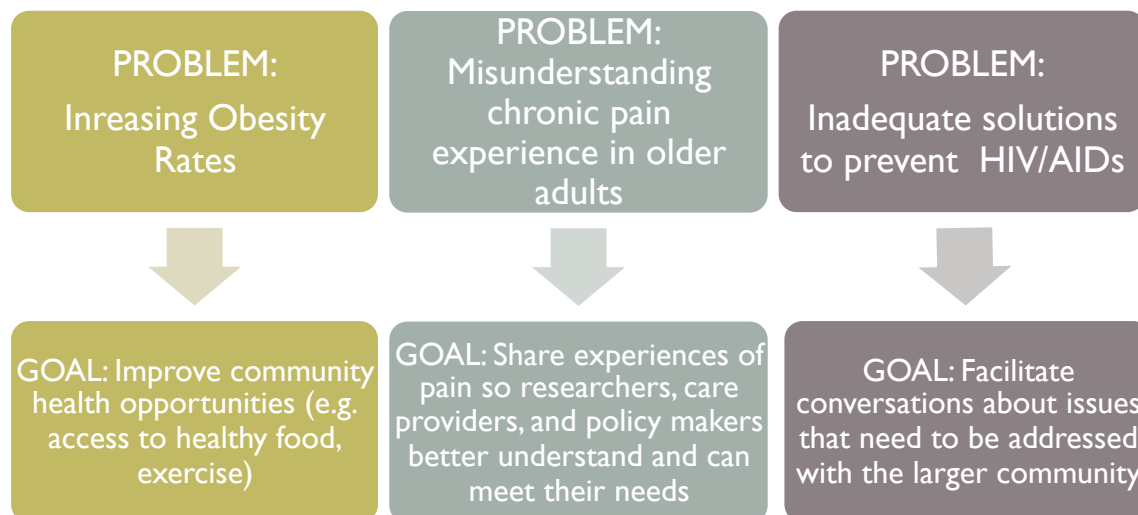 PROBLEM:
Inreasing Obesity
Rates
PROBLEM:
Misunderstanding
chronic pain
experience in older
adults
PROBLEM:
Inadequate solutions
to prevent HIV/AIDs
GOAL: Improve community
health opportunities (e.g.
access to healthy food,
exercise)
GOAL: Share experiences of
pain so researchers, care
providers, and policy makers
better understand and can
meet their needs
GOAL: Facilitate
conversations about issues
that need to be addressed
with the larger community